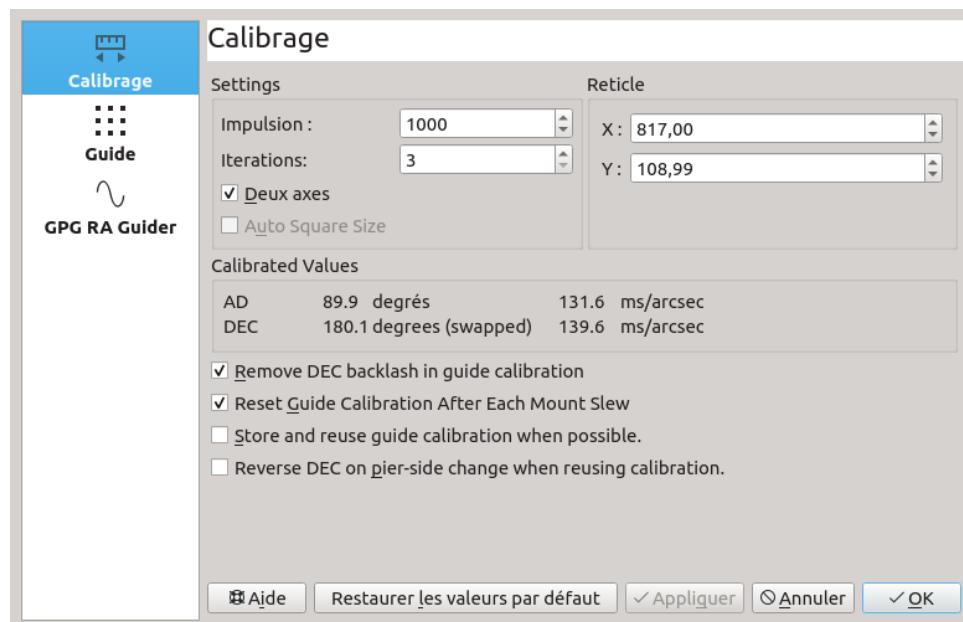 Calibrage
Guide
GPG RA Guider
Calibrage
Settings
Impulsion : 1000
Iterations: 3
Deux axes
Auto Square Size
Reticle
X : 817,00
Y : 108,99
Calibrated Values
AD 89.9 degrés 131.6 ms/arcsec
DEC 180.1 degrees (swapped) 139.6 ms/arcsec
Remove DEC backlash in guide calibration
Reset Guide Calibration After Each Mount Slew
Store and reuse guide calibration when possible.
Reverse DEC on pier-side change when reusing calibration.
Aide Restaurer les valeurs par défaut Appliquer Annuler OK